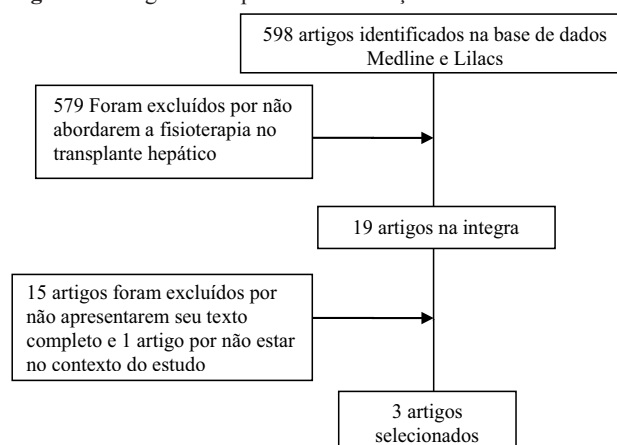 598 artigos identificados na base de dados
Medline e Lilacs
579 Foram excluídos por não
abordarem a fisioterapia no
transplante hepático
19 artigos na integra
15 artigos foram excluídos por
não apresentarem seu texto
completo e 1 artigo por não estar
no contexto do estudo
3 artigos
selecionados